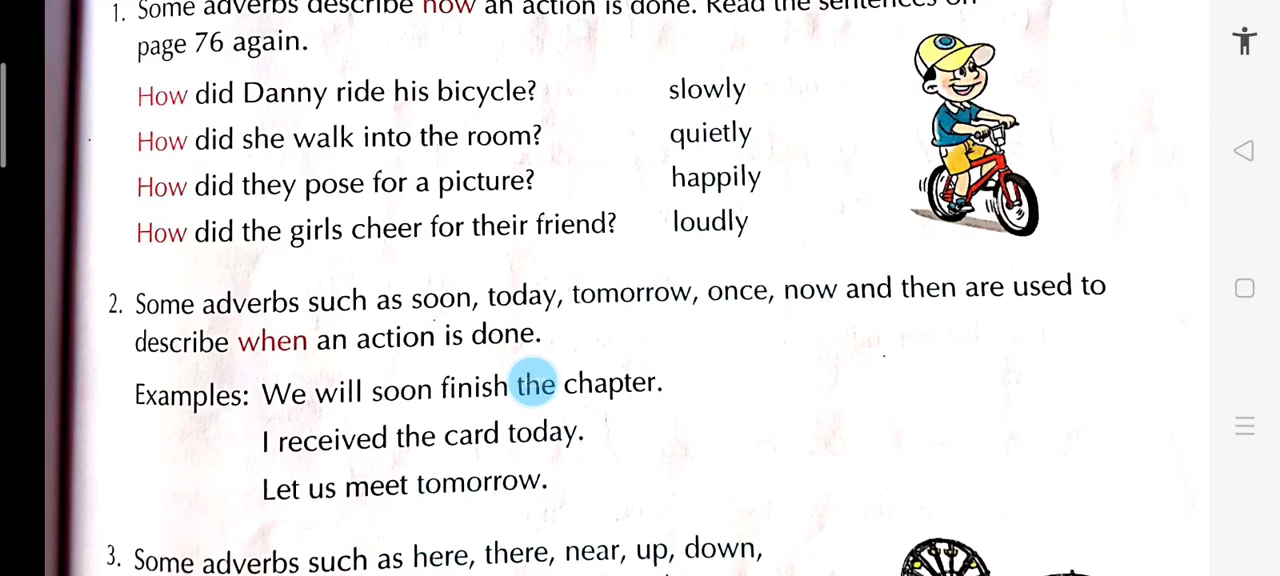 1. Some adverbs describe how an action is done. Read the sentences on
page 76 again.
How did Danny ride his bicycle? slowly
How did she walk into the room? quietly
How did they pose for a picture? happily
How did the girls cheer for their friend? loudly
2. Some adverbs such as soon, today, tomorrow, once, now and then are used to
describe when an action is done.
Examples: We will soon finish the chapter.
I received the card today.
Let us meet tomorrow.
3. Some adverbs such as here, there, near, up, down,